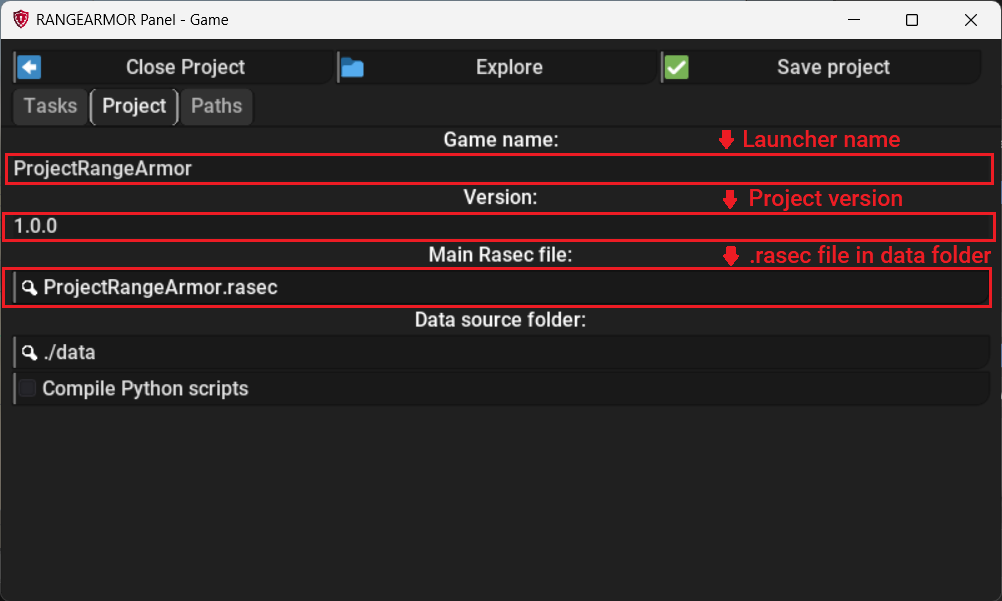 RANGEARMOR Panel - Game
Close Project Explore Save project
Tasks Project Paths
Game name: Launcher name
ProjectRangeArmor
Version: Project version
1.0.0
Main Rasec file: .rasec file in data folder
ProjectRangeArmor.rasec
Data source folder:
./data
Compile Python scripts